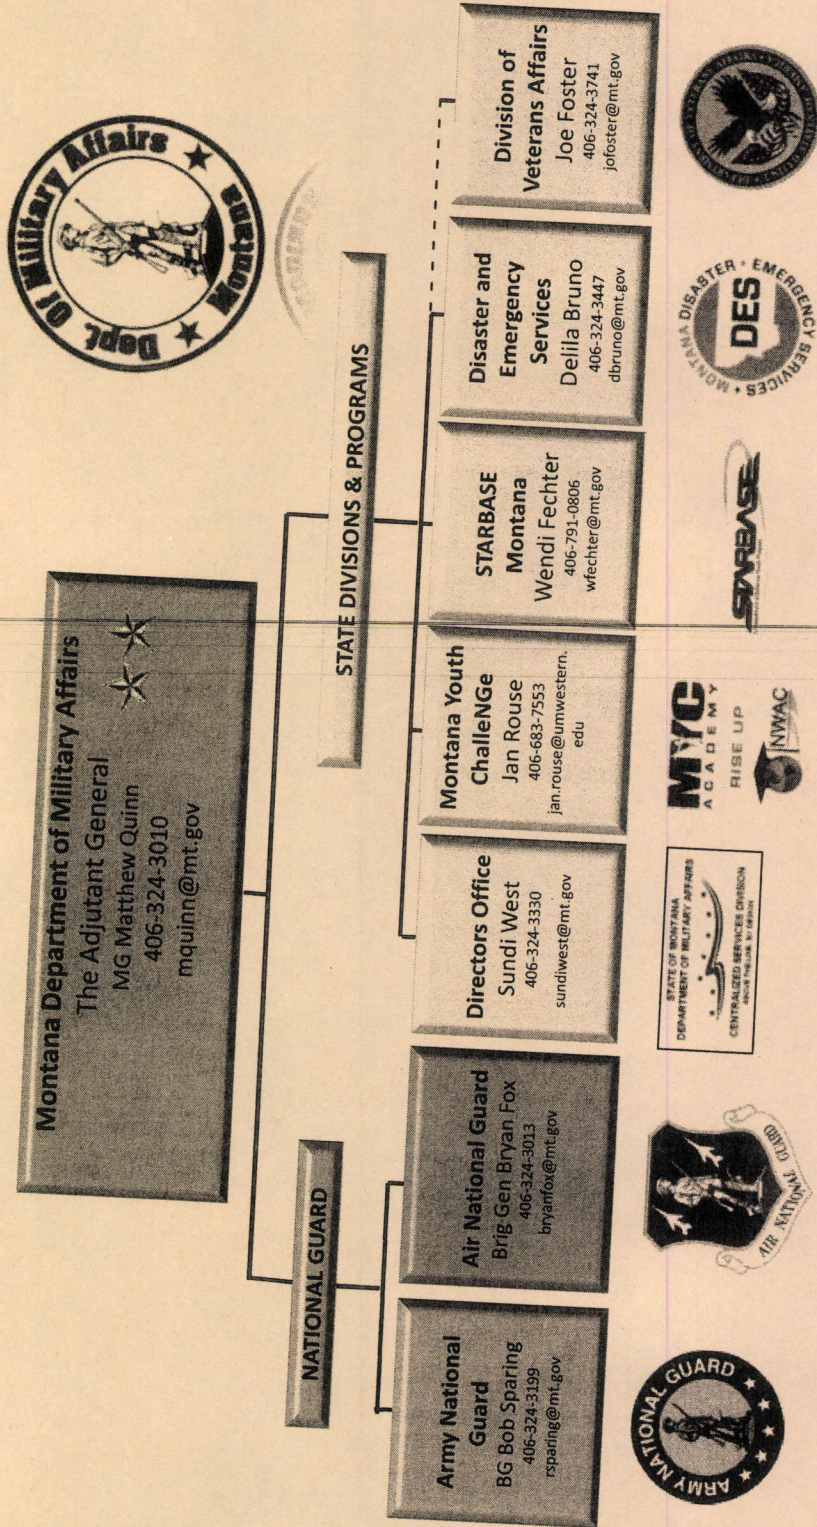 Dept. Of Military Affairs
Montana
Montana Department of Military Affairs
The Adjutant General
MG Matthew Quinn
406-324-3010
mquinn@mt.gov
NATIONAL GUARD
STATE DIVISIONS & PROGRAMS
Army National
Guard
BG Bob Sparing
406-324-3199
rsparing@mt.gov
Air National Guard
Brig Gen Bryan Fox
406-324-3013
bryanfox@mt.gov
Directors Office
Sundi West
406-324-3330
sundiwest@mt.gov
Montana Youth
ChalleNGe
Jan Rouse
406-683-7553
jan.rouse@umwestern.
edu
STARBASE
Montana
Wendi Fechter
406-791-0806
wfechter@mt.gov
Disaster and
Emergency
Services
Delila Bruno
406-324-3447
dbruno@mt.gov
Division of
Veterans Affairs
Joe Foster
406-324-3741
jofoster@mt.gov
ARMY NATIONAL GUARD
AIR NATIONAL GUARD
STATE OF MONTANA
DEPARTMENT OF MILITARY AFFAIRS
CENTRALIZED SERVICES DIVISION
ABOVE THE LINE, BY DESIGN
MYC
ACADEMY
RISE UP
NWAC
STARBASE
MONTANA DISASTER • EMERGENCY SERVICES •
DES